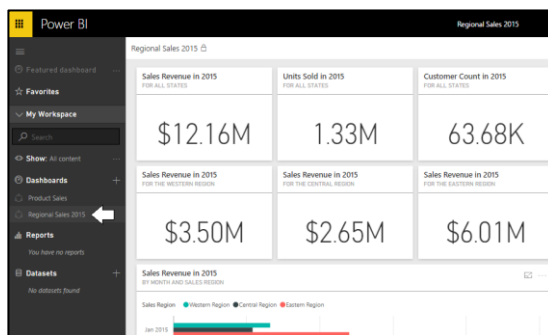 Power BI
Regional Sales 2015
Featured dashboard
Favorites
My Workspace
Search
Show: All content
Dashboards
Product Sales
Regional Sales 2015
Reports
You have no reports
Datasets
No datasets found
Regional Sales 2015
Sales Revenue in 2015
FOR ALL STATES
$12.16M
Units Sold in 2015
FOR ALL STATES
1.33M
Customer Count in 2015
FOR ALL STATES
63.68K
Sales Revenue in 2015
FOR THE WESTERN REGION
$3.50M
Sales Revenue in 2015
FOR THE CENTRAL REGION
$2.65M
Sales Revenue in 2015
FOR THE EASTERN REGION
$6.01M
Sales Revenue in 2015
BY MONTH AND SALES REGION
Sales Region Western Region Central Region Eastern Region
Jan 2015